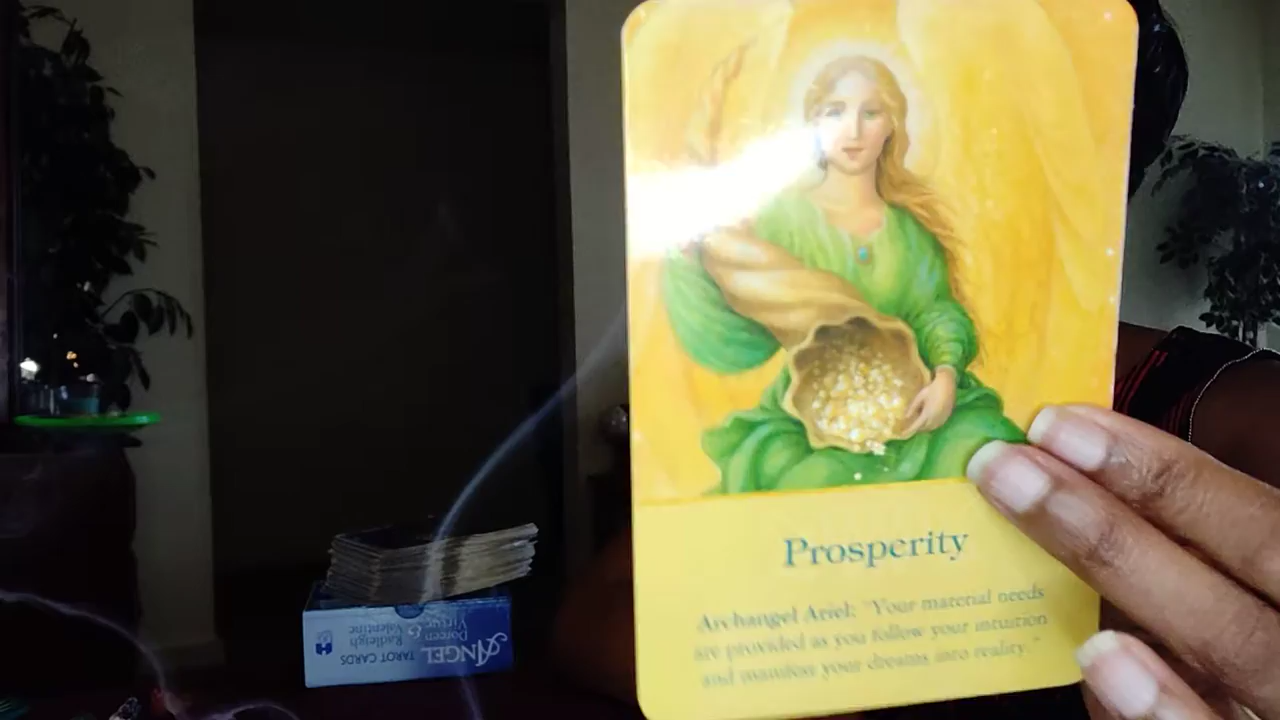 Prosperity
Archangel Ariel: "Your material needs
are provided as you follow your intuition
and manifest your dreams into reality."
ANGEL
TAROT CARDS
Doreen Virtue &
Radleigh Valentine